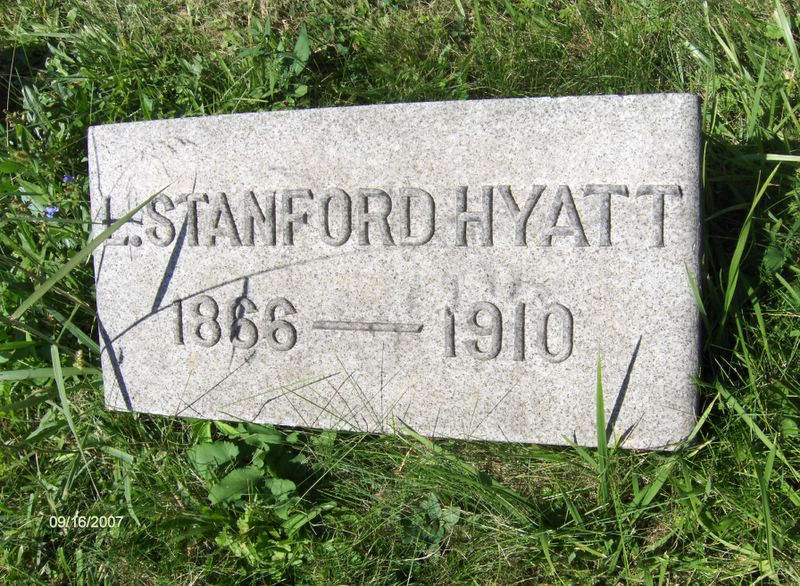 L. STANFORD HYATT
1866 — 1910
09/16/2007